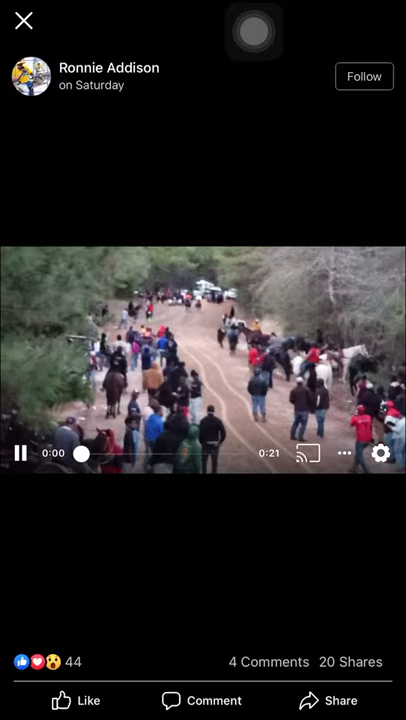 Ronnie Addison
on Saturday
Follow
0:00
0:21
44
4 Comments 20 Shares
Like
Comment
Share